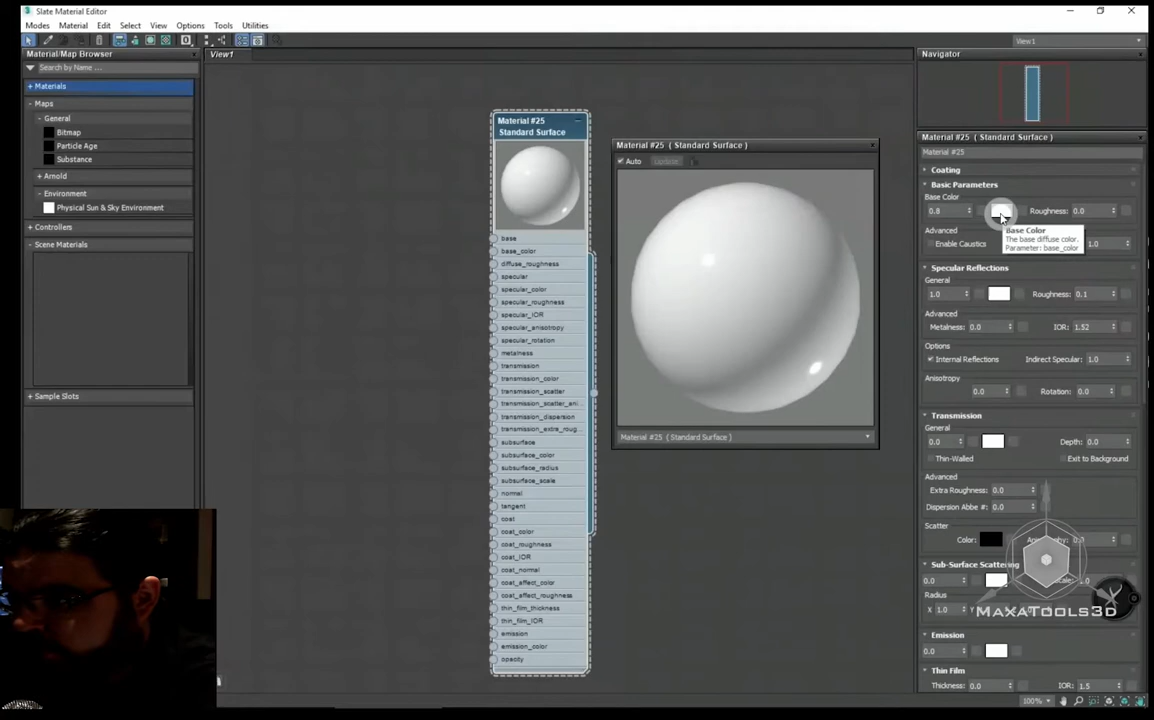 Slate Material Editor
Modes Material Edit Select View Options Tools Utilities
View1
Material/Map Browser
Search by Name ...
+ Materials
- Maps
- General
Bitmap
Particle Age
Substance
+ Arnold
- Environment
Physical Sun & Sky Environment
+ Controllers
- Scene Materials
+ Sample Slots
View1
Material #25
Standard Surface
base
base_color
diffuse_roughness
specular
specular_color
specular_roughness
specular_IOR
specular_anisotropy
specular_rotation
metalness
transmission
transmission_color
transmission_scatter
transmission_scatter_ani...
transmission_dispersion
transmission_extra_roug...
subsurface
subsurface_color
subsurface_radius
subsurface_scale
normal
tangent
coat
coat_color
coat_roughness
coat_IOR
coat_normal
coat_affect_color
coat_affect_roughness
thin_film_thickness
thin_film_IOR
emission
emission_color
opacity
Material #25 ( Standard Surface )
Auto Update
Material #25 ( Standard Surface )
Navigator
Material #25 ( Standard Surface )
Material #25
Coating
Basic Parameters
Base Color
0.8 Roughness: 0.0
Advanced
Enable Caustics 1.0
Base Color
The base diffuse color.
Parameter: base_color
Specular Reflections
General
1.0 Roughness: 0.1
Advanced
Metalness: 0.0 IOR: 1.52
Options
Internal Reflections Indirect Specular: 1.0
Anisotropy
0.0 Rotation: 0.0
Transmission
General
0.0 Depth: 0.0
Thin-Walled Exit to Background
Advanced
Extra Roughness: 0.0
Dispersion Abbe #: 0.0
Scatter
Color:
Sub-Surface Scattering
0.0
Radius
X 1.0 Y
MAXATOOLS3D
Emission
0.0
Thin Film
Thickness: 0.0 IOR: 1.5
100%